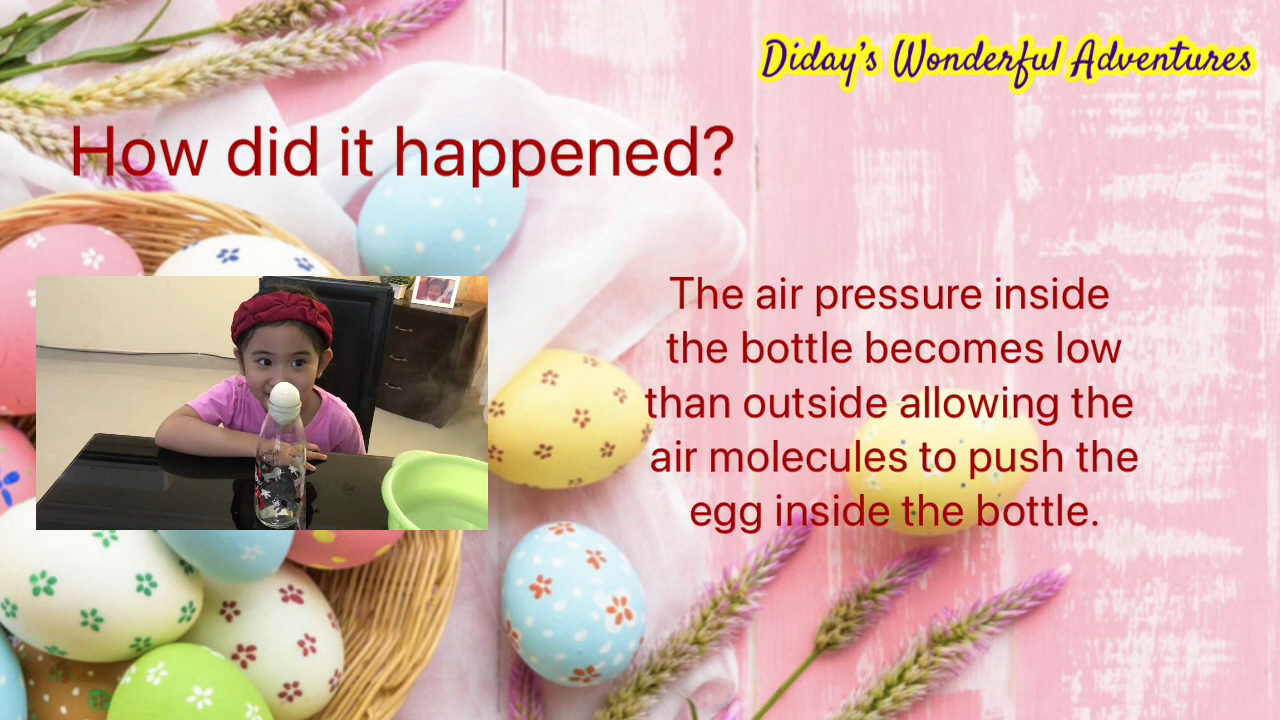 Diday's Wonderful Adventures
How did it happened?
The air pressure inside
the bottle becomes low
than outside allowing the
air molecules to push the
egg inside the bottle.